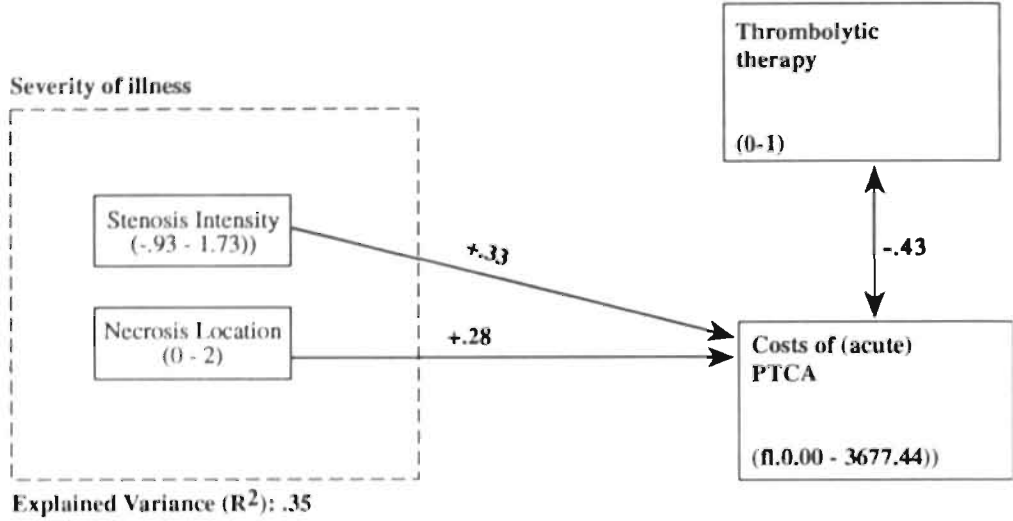 Thrombolytic
therapy
(0-1)
Severity of illness
Stenosis Intensity
(-.93 - 1.73))
+.33
-.43
Necrosis Location
(0 - 2)
+.28
Costs of (acute)
PTCA
(fl.0.00 - 3677.44))
Explained Variance (R²): .35